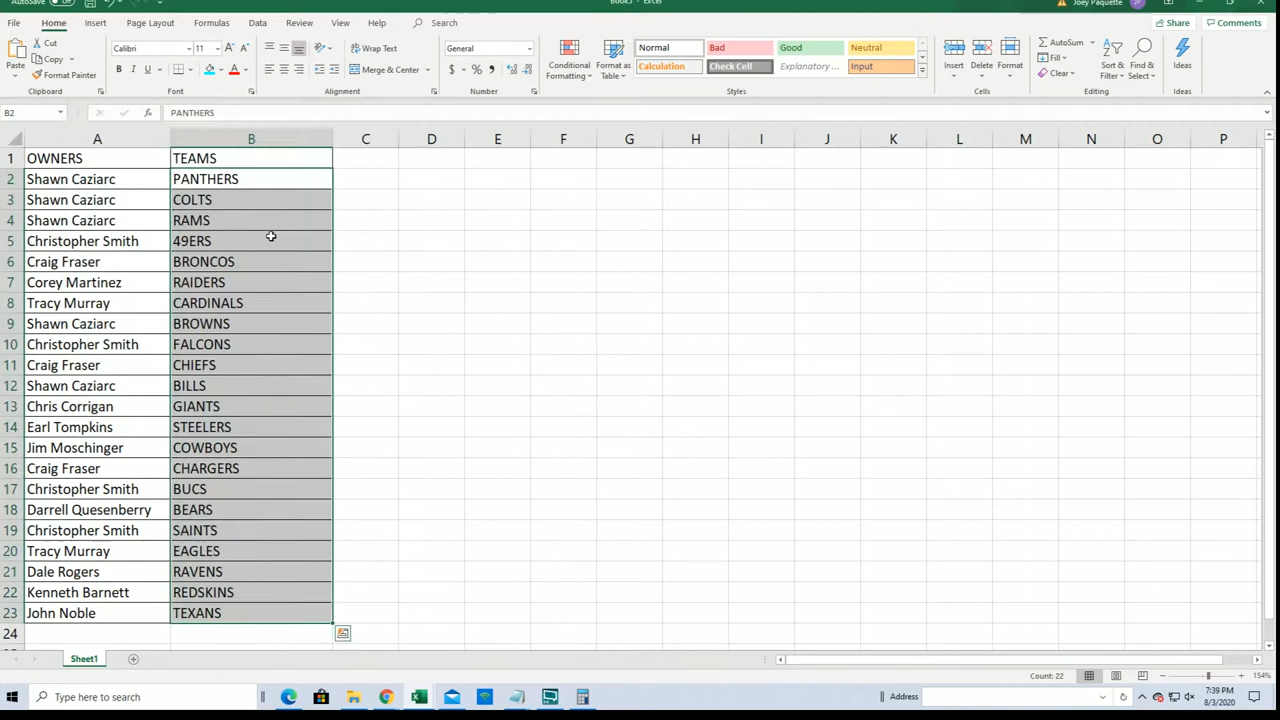 AutoSave Off Book5 - Excel Joey Paquette JP
File Home Insert Page Layout Formulas Data Review View Help Search Share Comments
Paste Cut Copy Format Painter Clipboard
Calibri 11 B I U Font
Wrap Text Merge & Center Alignment
General $ % Number
Conditional Formatting Format as Table Normal Bad Good Neutral Calculation Check Cell Explanatory ... Input Styles
Insert Delete Format Cells
AutoSum Fill Clear Sort & Filter Find & Select Editing
Ideas Ideas
B2 fx PANTHERS
A B C D E F G H I J K L M N O P
1 OWNERS TEAMS
2 Shawn Caziarc PANTHERS
3 Shawn Caziarc COLTS
4 Shawn Caziarc RAMS
5 Christopher Smith 49ERS
6 Craig Fraser BRONCOS
7 Corey Martinez RAIDERS
8 Tracy Murray CARDINALS
9 Shawn Caziarc BROWNS
10 Christopher Smith FALCONS
11 Craig Fraser CHIEFS
12 Shawn Caziarc BILLS
13 Chris Corrigan GIANTS
14 Earl Tompkins STEELERS
15 Jim Moschinger COWBOYS
16 Craig Fraser CHARGERS
17 Christopher Smith BUCS
18 Darrell Quesenberry BEARS
19 Christopher Smith SAINTS
20 Tracy Murray EAGLES
21 Dale Rogers RAVENS
22 Kenneth Barnett REDSKINS
23 John Noble TEXANS
24
Sheet1
Count: 22 154%
Type here to search Address 7:39 PM
8/3/2020